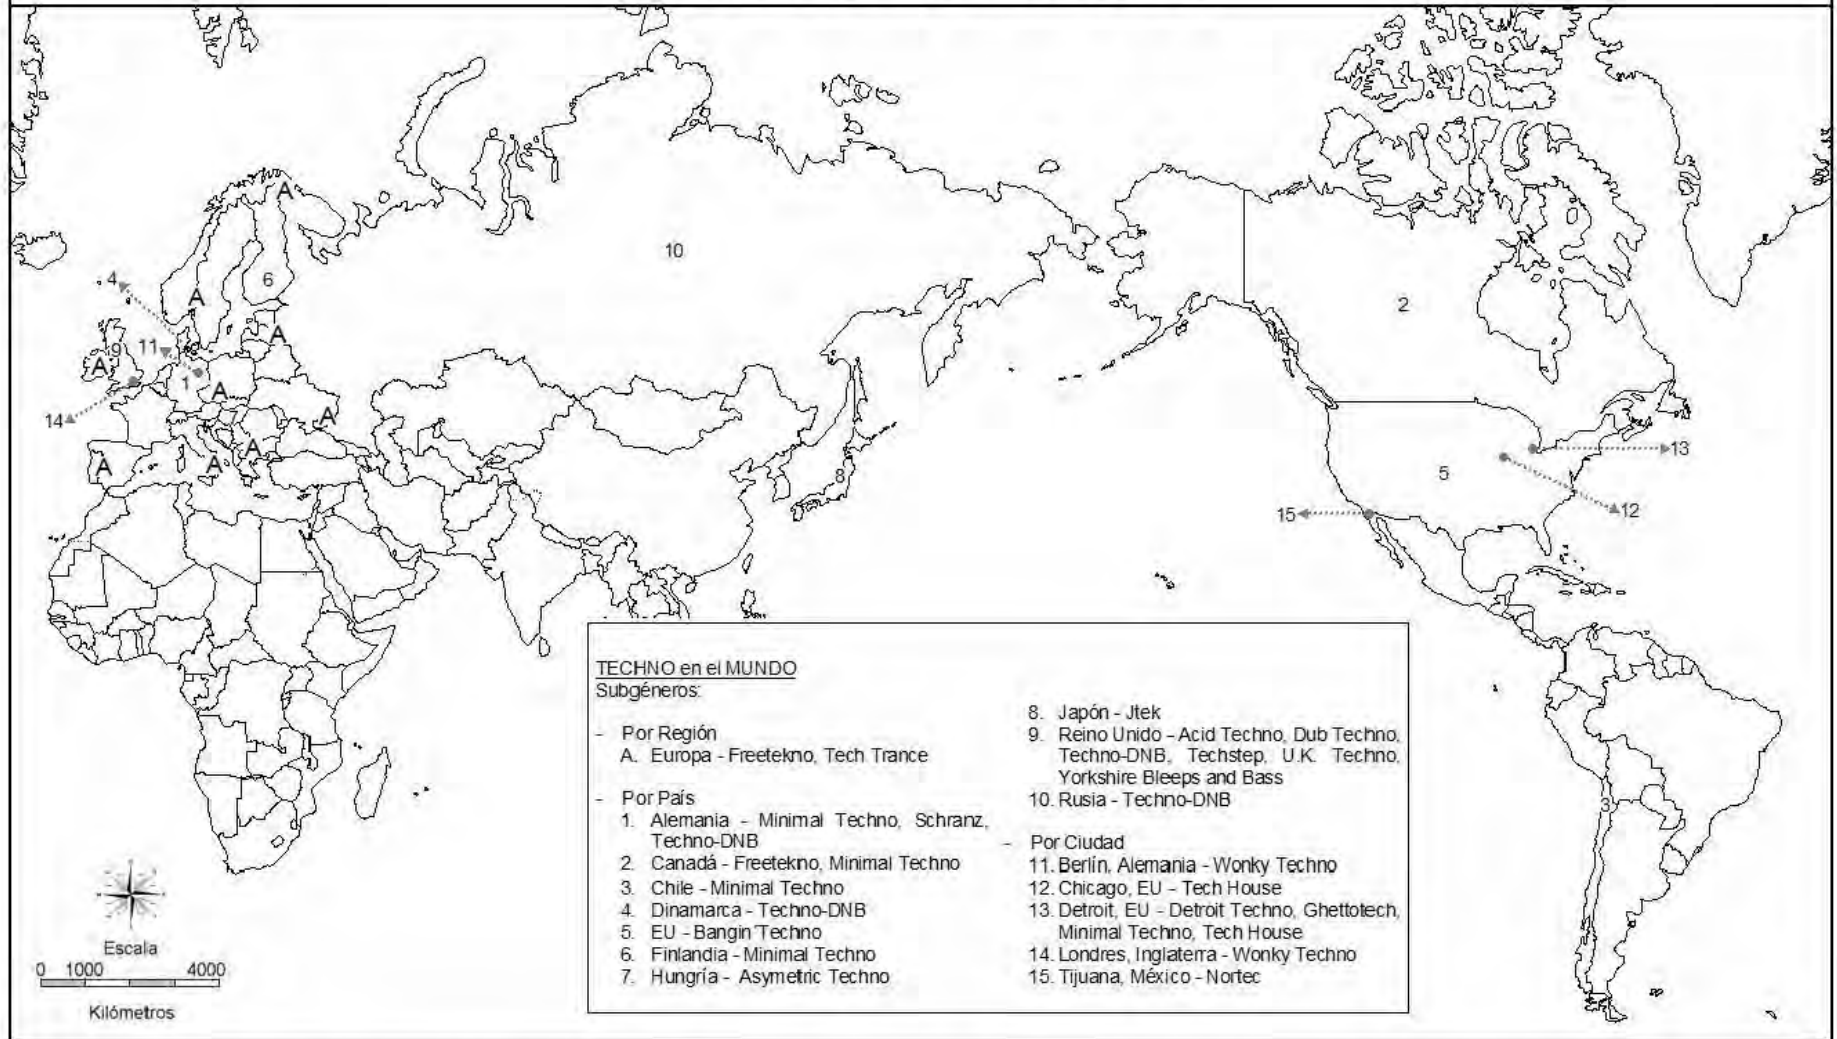 10
A
6
4
A
2
A
9
11
A
1
A
14
A
A
13
A
A
8
5
12
15
3
TECHNO en el MUNDO
Subgéneros:
- Por Región
A. Europa - Freetekno, Tech Trance
- Por País
1. Alemania - Minimal Techno, Schranz,
Techno-DNB
2. Canadá - Freetekno, Minimal Techno
3. Chile - Minimal Techno
4. Dinamarca - Techno-DNB
5. EU - Bangin'Techno
6. Finlandia - Minimal Techno
7. Hungría - Asymetric Techno
8. Japón - Jtek
9. Reino Unido - Acid Techno, Dub Techno,
Techno-DNB, Techstep, U.K. Techno,
Yorkshire Bleeps and Bass
10. Rusia - Techno-DNB
- Por Ciudad
11. Berlín, Alemania - Wonky Techno
12. Chicago, EU - Tech House
13. Detroit, EU - Detroit Techno, Ghettotech,
Minimal Techno, Tech House
14. Londres, Inglaterra - Wonky Techno
15. Tijuana, México - Nortec
Escala
0 1000 4000
Kilómetros